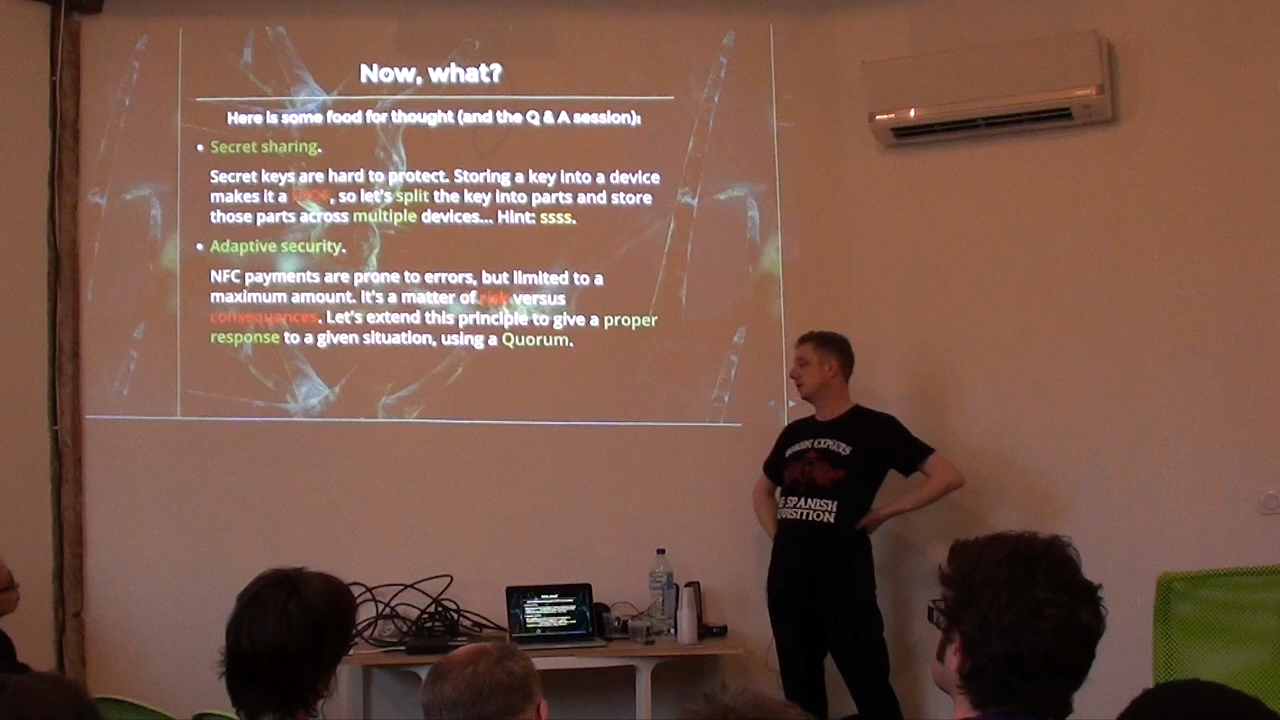 Now, what?
Here is some food for thought (and the Q & A session):
• Secret sharing.
Secret keys are hard to protect. Storing a key into a device
makes it a , so let's split the key into parts and store
those parts across multiple devices... Hint: ssss.
• Adaptive security.
NFC payments are prone to errors, but limited to a
maximum amount. It's a matter of risk versus
consequences. Let's extend this principle to give a proper
response to a given situation, using a Quorum.
EXPECTS
SPANISH